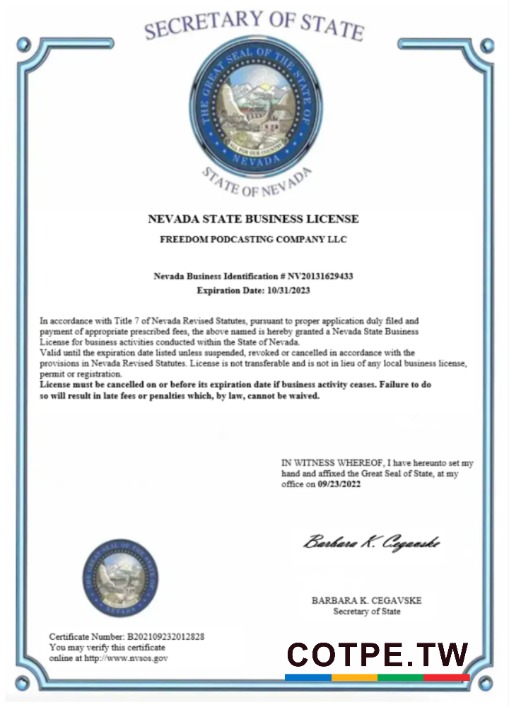 SECRETARY OF STATE
THE GREAT SEAL OF THE STATE OF
ALL FOR OUR COUNTRY
NEVADA
STATE OF NEVADA
NEVADA STATE BUSINESS LICENSE
FREEDOM PODCASTING COMPANY LLC
Nevada Business Identification # NV20131629433
Expiration Date: 10/31/2023
In accordance with Title 7 of Nevada Revised Statutes, pursuant to proper application duly filed and
payment of appropriate prescribed fees, the above named is hereby granted a Nevada State Business
License for business activities conducted within the State of Nevada.
Valid until the expiration date listed unless suspended, revoked or cancelled in accordance with the
provisions in Nevada Revised Statutes. License is not transferable and is not in lieu of any local business license,
permit or registration.
License must be cancelled on or before its expiration date if business activity ceases. Failure to do
so will result in late fees or penalties which, by law, cannot be waived.
IN WITNESS WHEREOF, I have hereunto set my
hand and affixed the Great Seal of State, at my
office on 09/23/2022
Barbara K. Cegavske
THE GREAT SEAL OF THE STATE OF
NEVADA
BARBARA K. CEGAVSKE
Secretary of State
Certificate Number: B202109232012828
You may verify this certificate
online at http://www.nvsos.gov
COTPE.TW